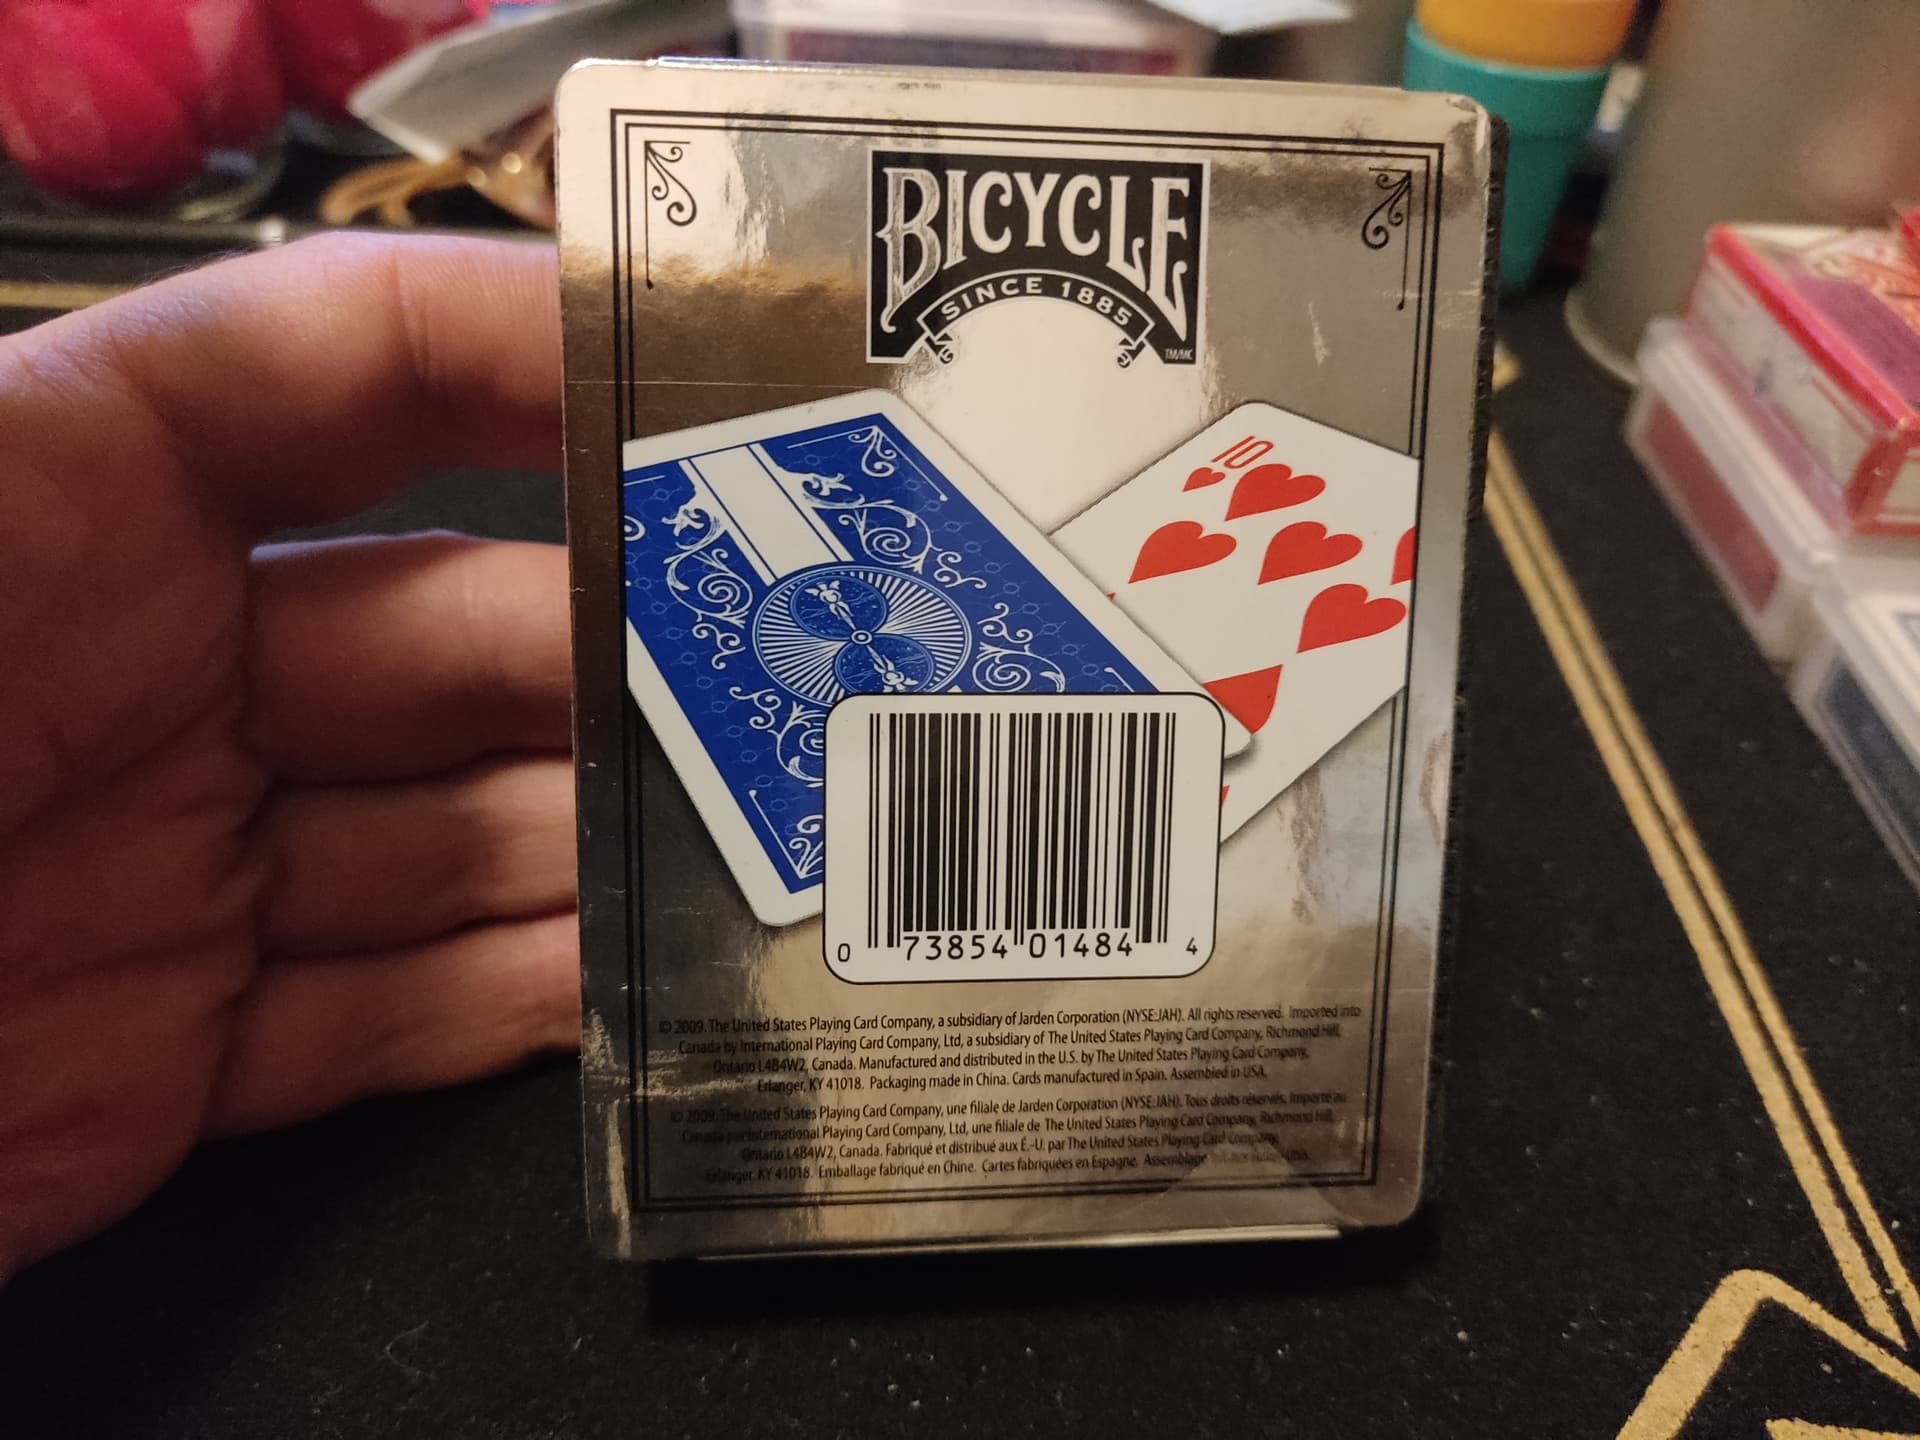 BICYCLE
SINCE 1885
TM/MC
10
0 73854 01484 4
© 2009. The United States Playing Card Company, a subsidiary of Jarden Corporation (NYSE:JAH). All rights reserved. Imported into
Canada by International Playing Card Company, Ltd, a subsidiary of The United States Playing Card Company, Richmond Hill,
Ontario L4B4W2, Canada. Manufactured and distributed in the U.S. by The United States Playing Card Company,
Erlanger, KY 41018. Packaging made in China. Cards manufactured in Spain. Assembled in USA.
© 2009. The United States Playing Card Company, une filiale de Jarden Corporation (NYSE:JAH). Tous droits réservés. Importé au
Canada par International Playing Card Company, Ltd, une filiale de The United States Playing Card Company, Richmond Hill,
Ontario L4B4W2, Canada. Fabriqué et distribué aux É.-U. par The United States Playing Card Company,
Erlanger, KY 41018. Emballage fabriqué en Chine. Cartes fabriquées en Espagne. Assemblage